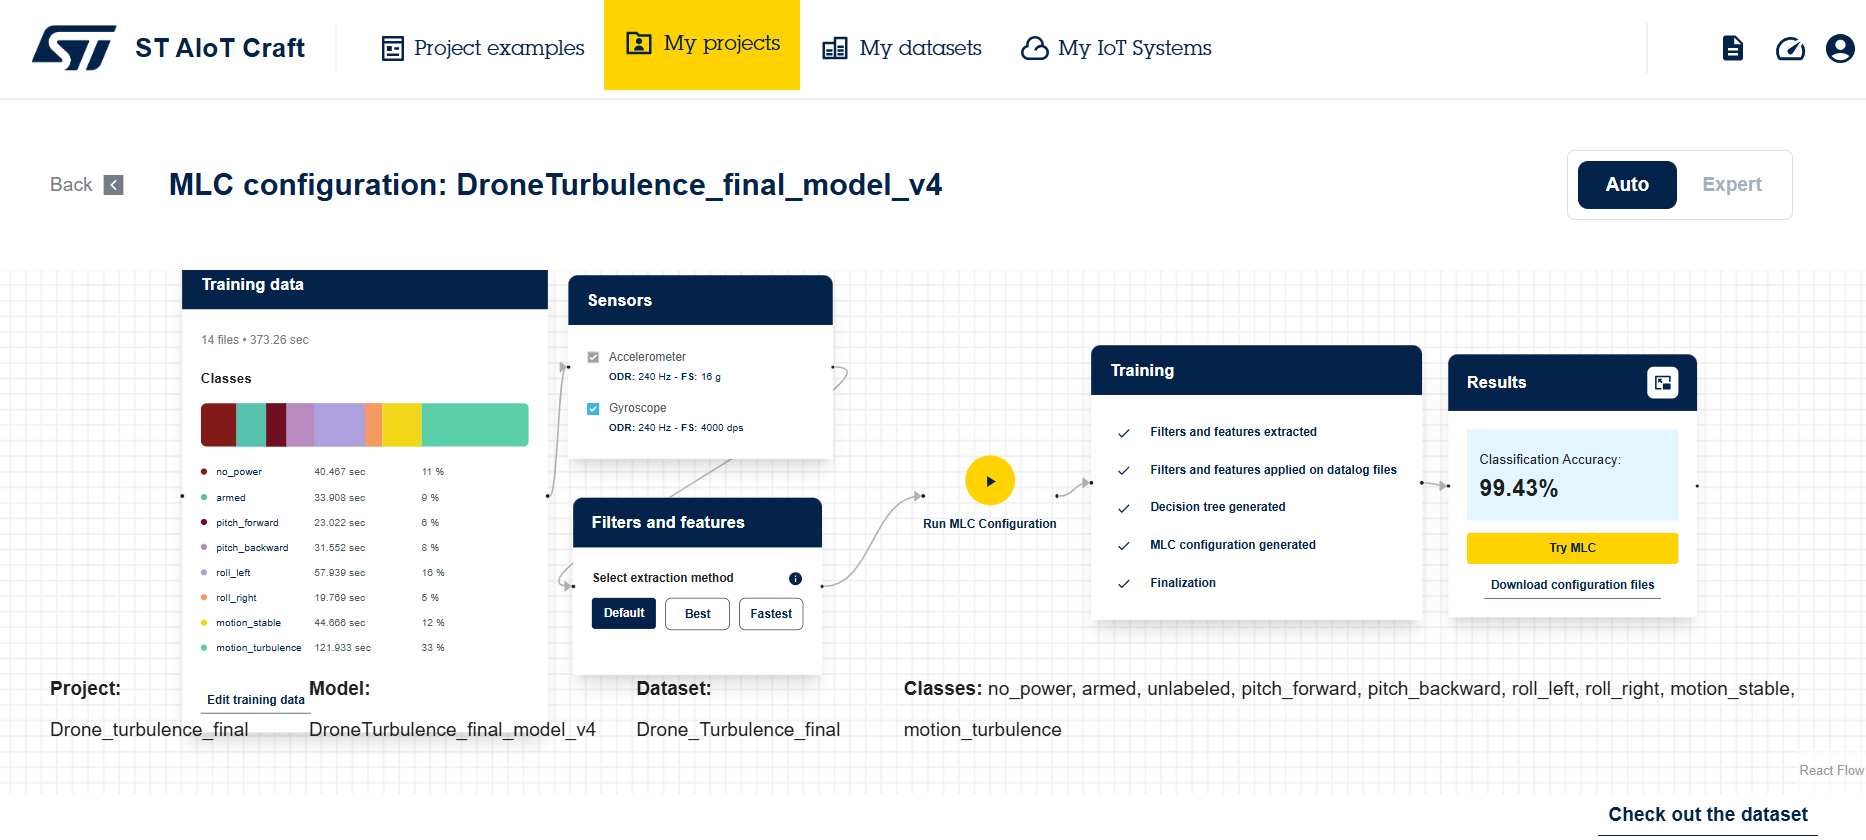 ST AIoT Craft
Project examples
My projects
My datasets
My IoT Systems
Back
MLC configuration: DroneTurbulence_final_model_v4
Auto
Expert
Training data
14 files • 373.26 sec
Classes
no_power 40.467 sec 11 %
armed 33.908 sec 9 %
pitch_forward 23.022 sec 6 %
pitch_backward 31.552 sec 8 %
roll_left 57.939 sec 16 %
roll_right 19.769 sec 5 %
motion_stable 44.666 sec 12 %
motion_turbulence 121.933 sec 33 %
Edit training data
Sensors
Accelerometer
ODR: 240 Hz - FS: 16 g
Gyroscope
ODR: 240 Hz - FS: 4000 dps
Filters and features
Select extraction method
Default
Best
Fastest
Run MLC Configuration
Training
Filters and features extracted
Filters and features applied on datalog files
Decision tree generated
MLC configuration generated
Finalization
Results
Classification Accuracy:
99.43%
Try MLC
Download configuration files
Project:
Drone_turbulence_final
Model:
DroneTurbulence_final_model_v4
Dataset:
Drone_Turbulence_final
Classes: no_power, armed, unlabeled, pitch_forward, pitch_backward, roll_left, roll_right, motion_stable,
motion_turbulence
React Flow
Check out the dataset